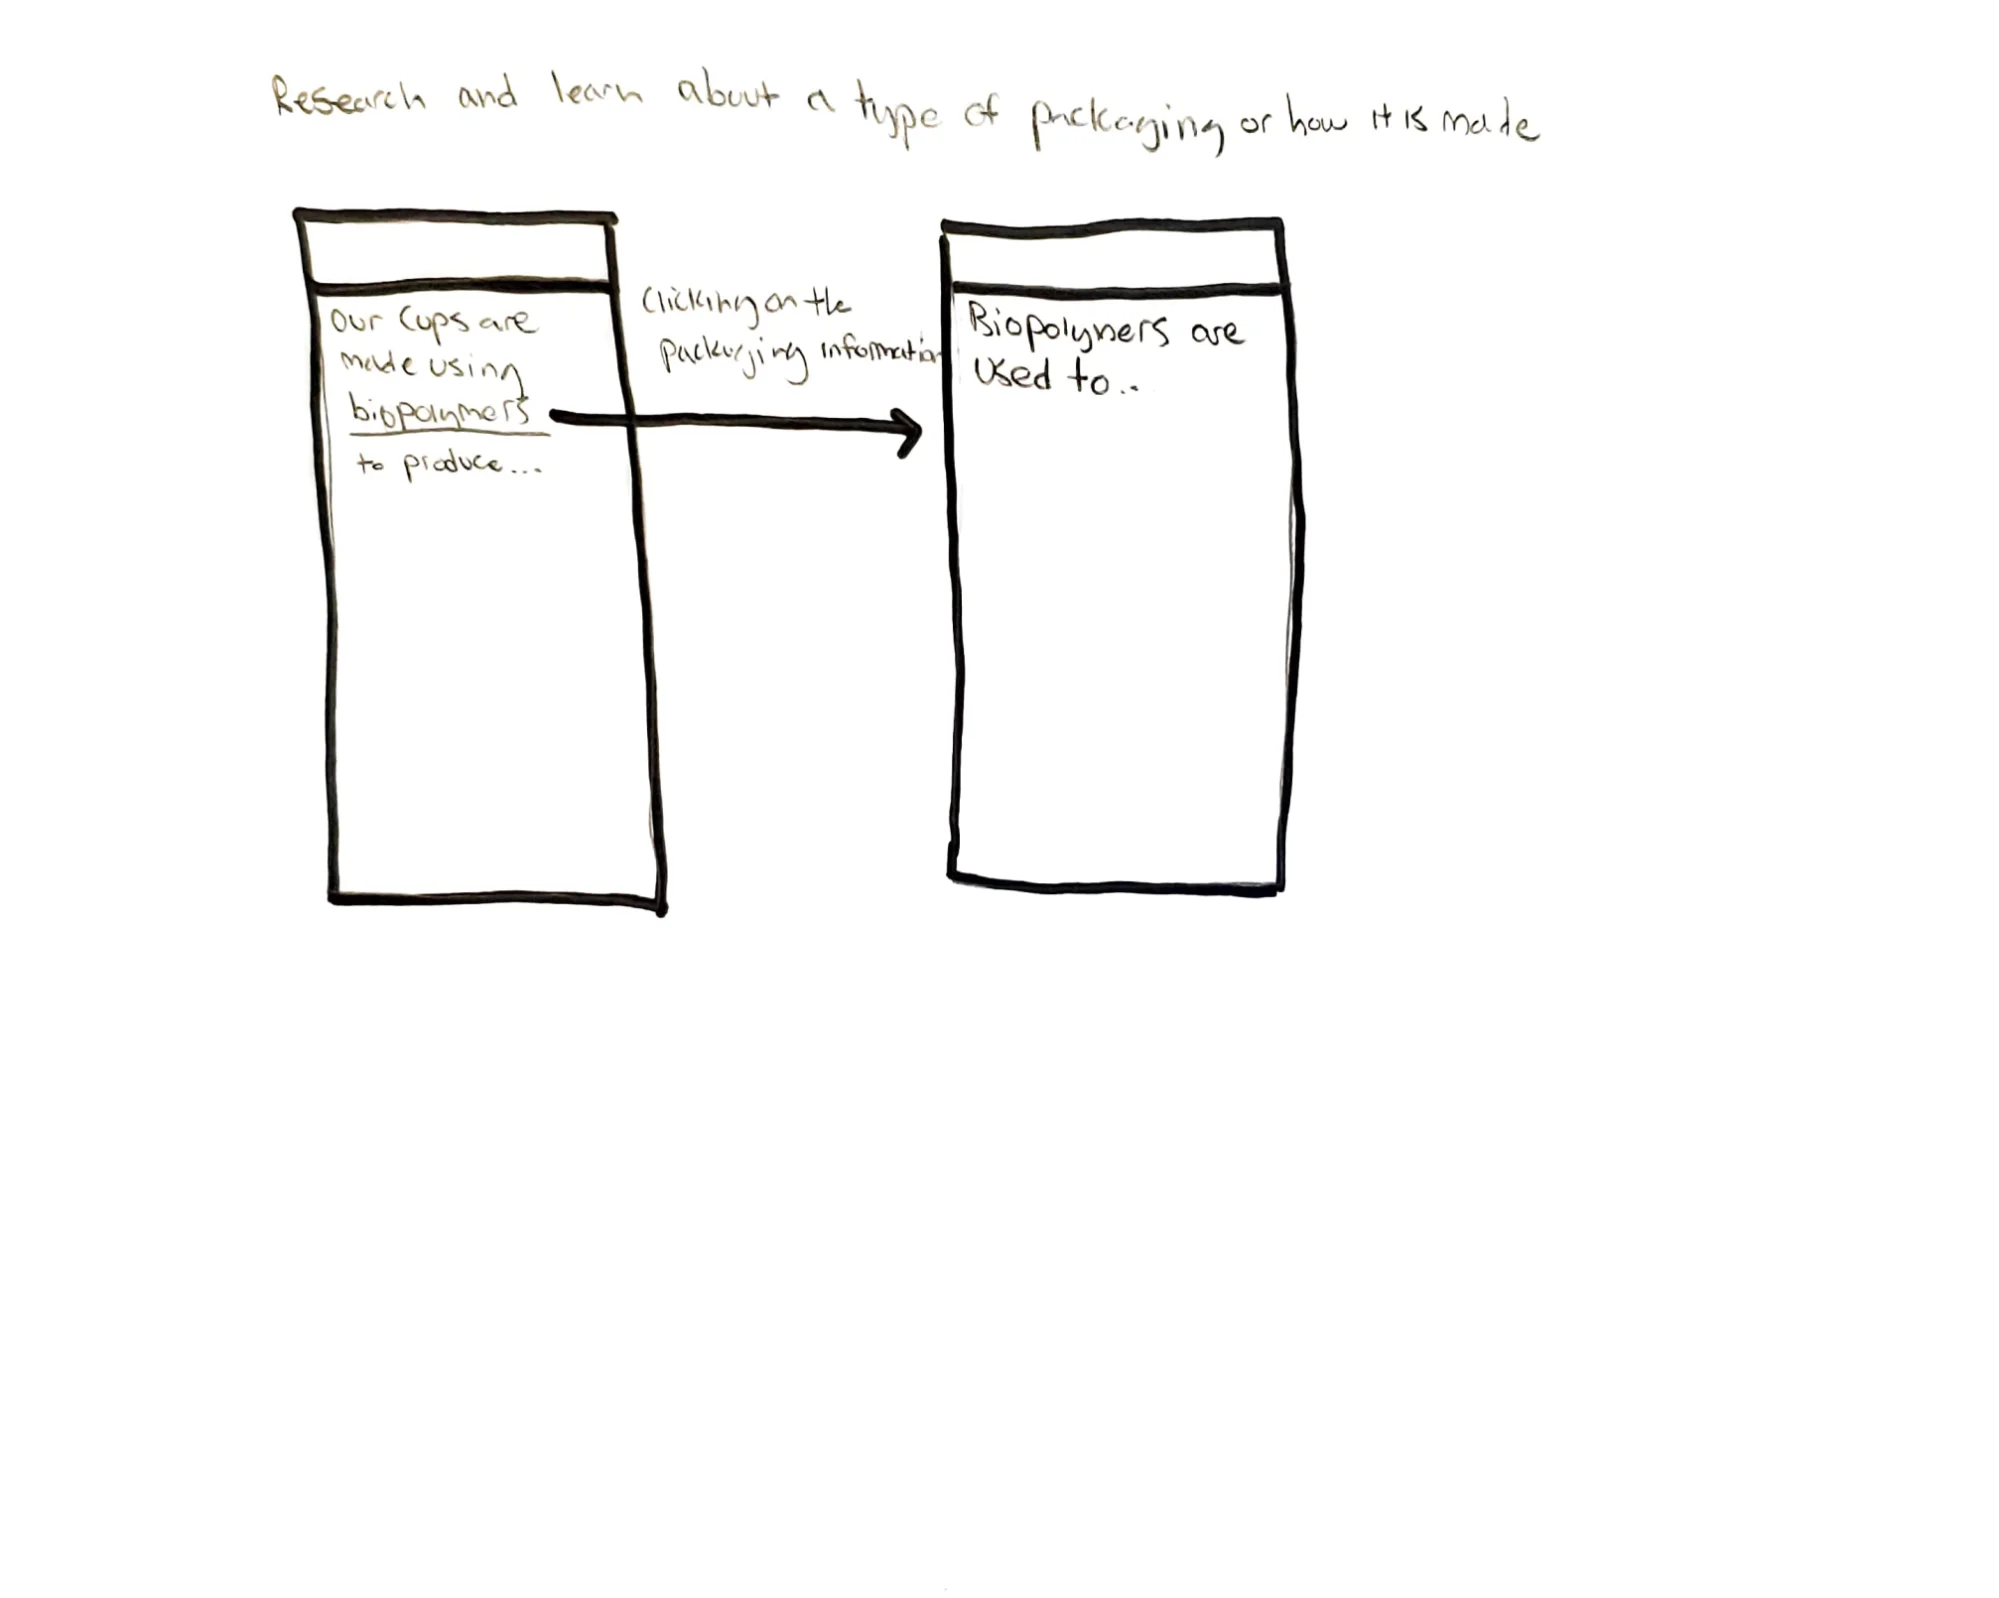 Research and learn about a type of packaging or how it is made
Our Cups are
made using
biopolymers
to produce...
Clicking on the
packaging information
Biopolymers are
used to...